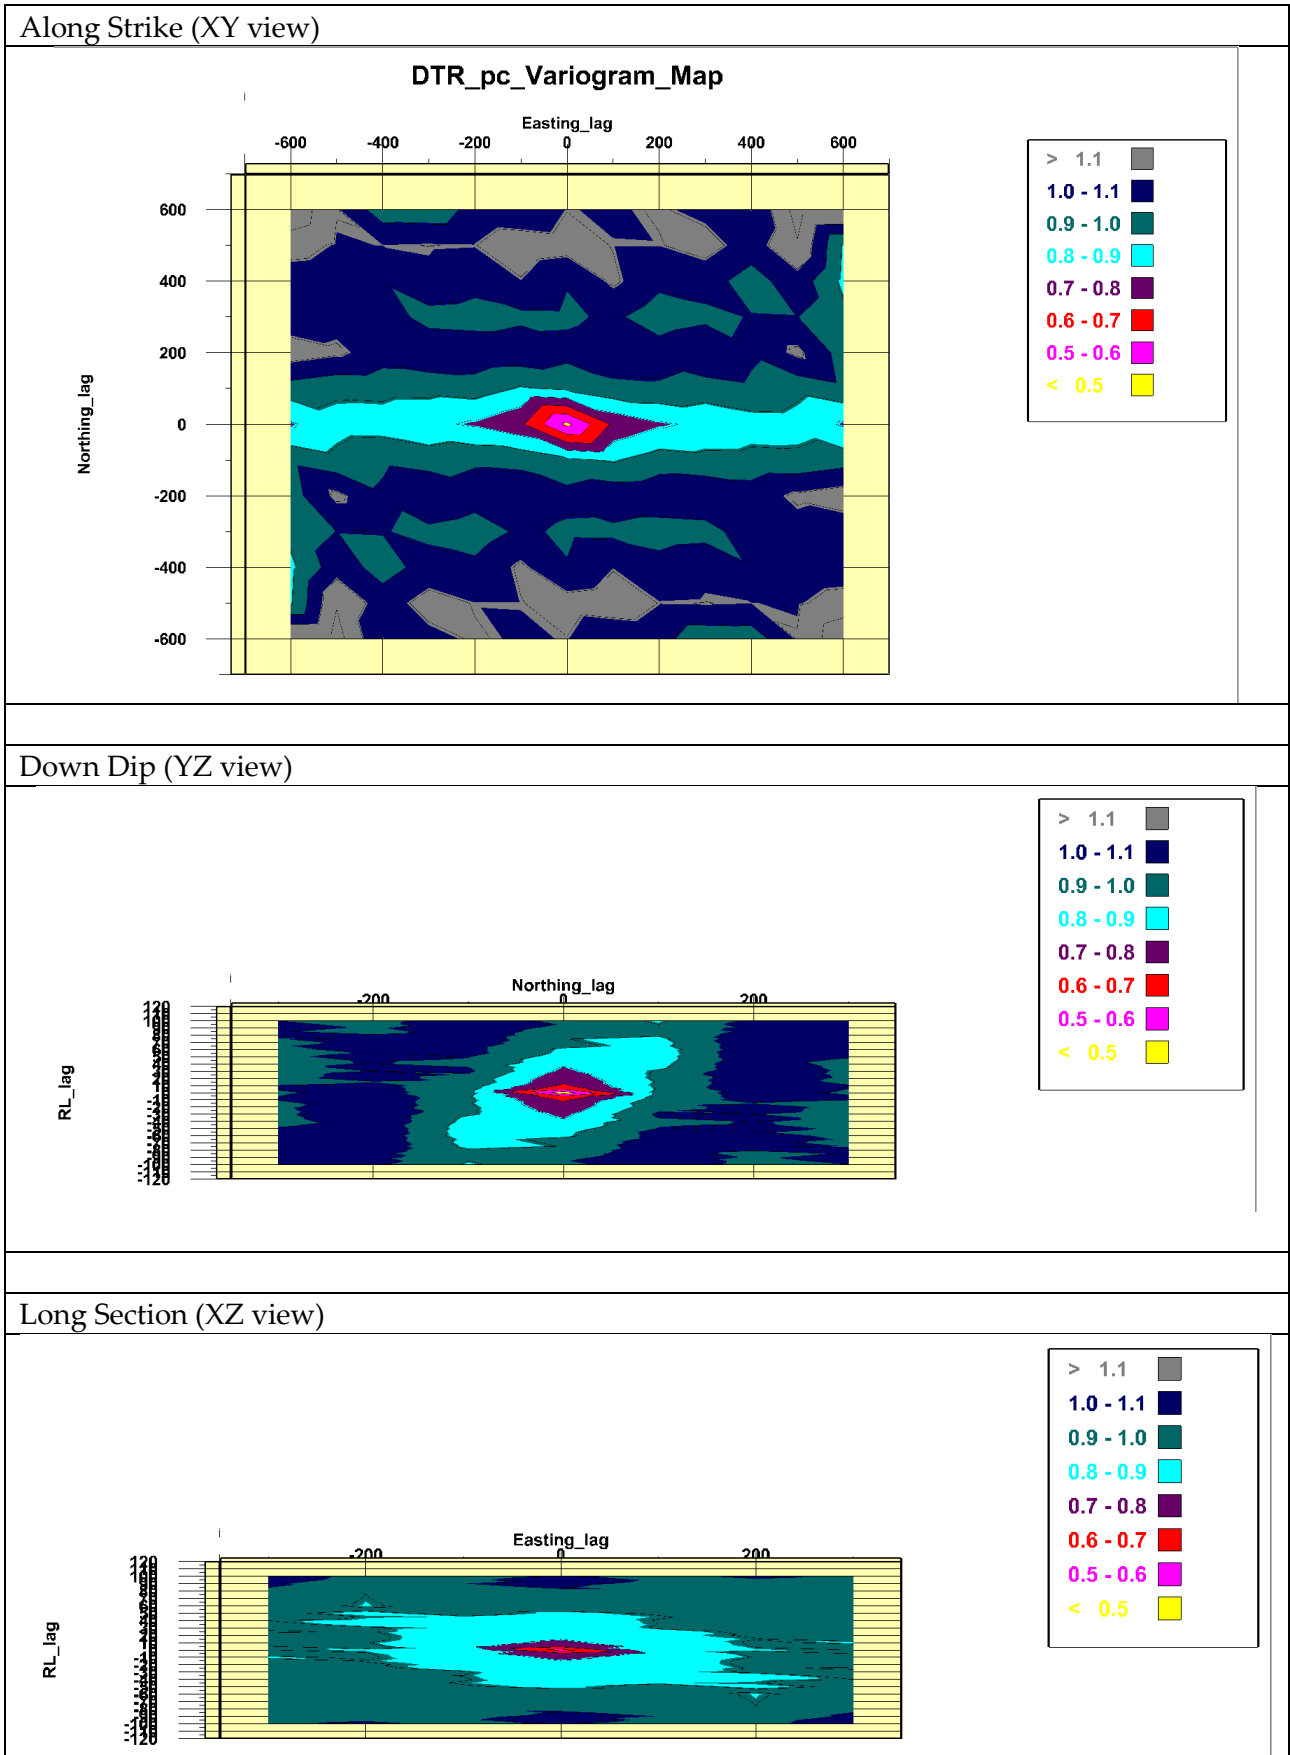 Along Strike (XY view)
DTR_pc_Variogram_Map
Easting_lag
-600 -400 -200 0 200 400 600
> 1.1
1.0 - 1.1
0.9 - 1.0
0.8 - 0.9
0.7 - 0.8
0.6 - 0.7
0.5 - 0.6
< 0.5
Northing_lag
600
400
200
0
-200
-400
-600
Down Dip (YZ view)
> 1.1
1.0 - 1.1
0.9 - 1.0
0.8 - 0.9
0.7 - 0.8
0.6 - 0.7
0.5 - 0.6
< 0.5
Northing_lag
-200 0 200
RL_lag
120
-120
Long Section (XZ view)
> 1.1
1.0 - 1.1
0.9 - 1.0
0.8 - 0.9
0.7 - 0.8
0.6 - 0.7
0.5 - 0.6
< 0.5
Easting_lag
-200 0 200
RL_lag
120
-120